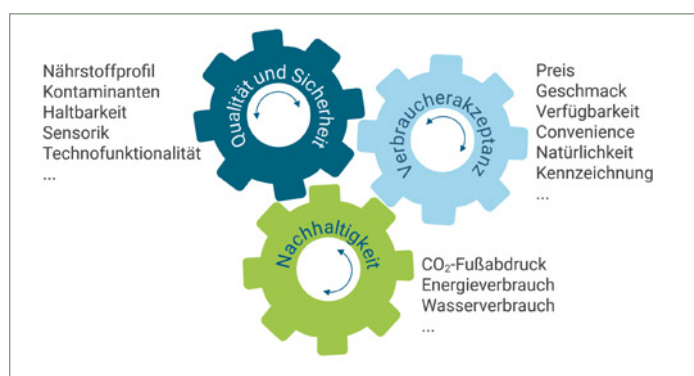 Nährstoffprofil
Kontaminanten
Haltbarkeit
Sensorik
Technofunktionalität
...
Qualität und Sicherheit
Verbraucherakzeptanz
Preis
Geschmack
Verfügbarkeit
Convenience
Natürlichkeit
Kennzeichnung
...
Nachhaltigkeit
CO₂-Fußabdruck
Energieverbrauch
Wasserverbrauch
...